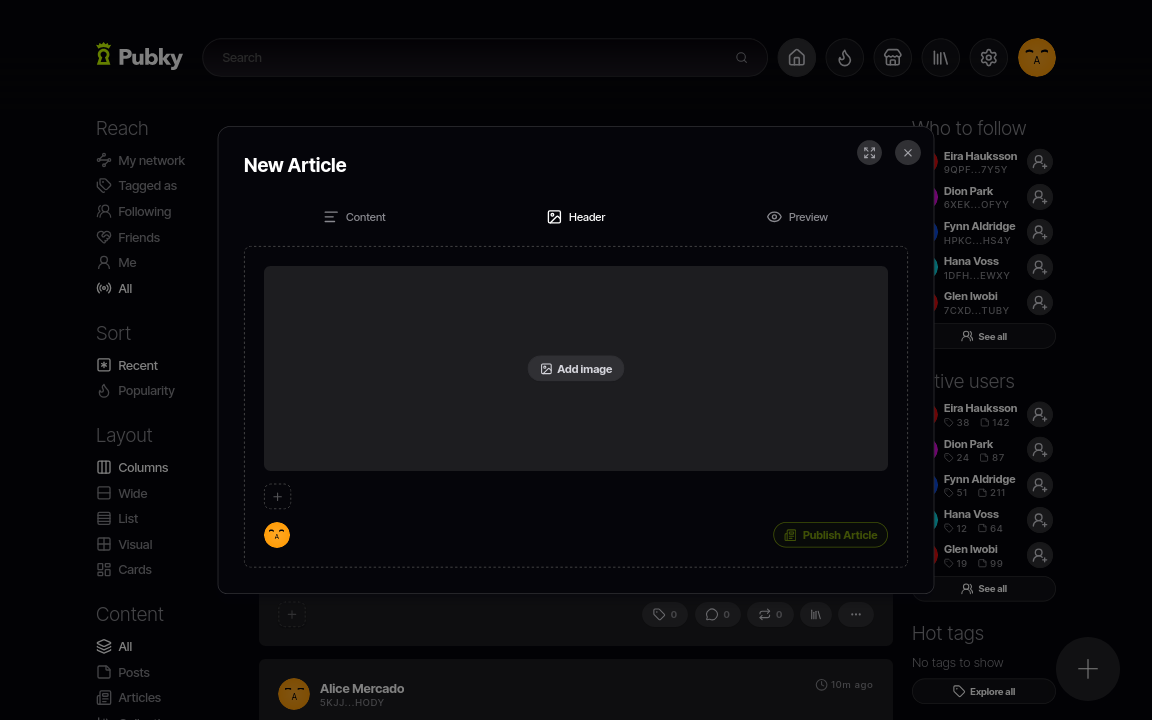 Pubky
Search
Reach
My network
Tagged as
Following
Friends
Me
All
Sort
Recent
Popularity
Layout
Columns
Wide
List
Visual
Cards
Content
All
Posts
Articles
New Article
Content
Header
Preview
Add image
Publish Article
0
0
0
Alice Mercado
5KJJ...HODY
10m ago
Who to follow
Eira Hauksson
9QPF...7Y5Y
Dion Park
6XEK...OFYY
Fynn Aldridge
HPKC...HS4Y
Hana Voss
1DFH...EWXY
Glen Iwobi
7CXD...TUBY
See all
tive users
Eira Hauksson
38 142
Dion Park
24 87
Fynn Aldridge
51 211
Hana Voss
12 64
Glen Iwobi
19 99
See all
Hot tags
No tags to show
Explore all